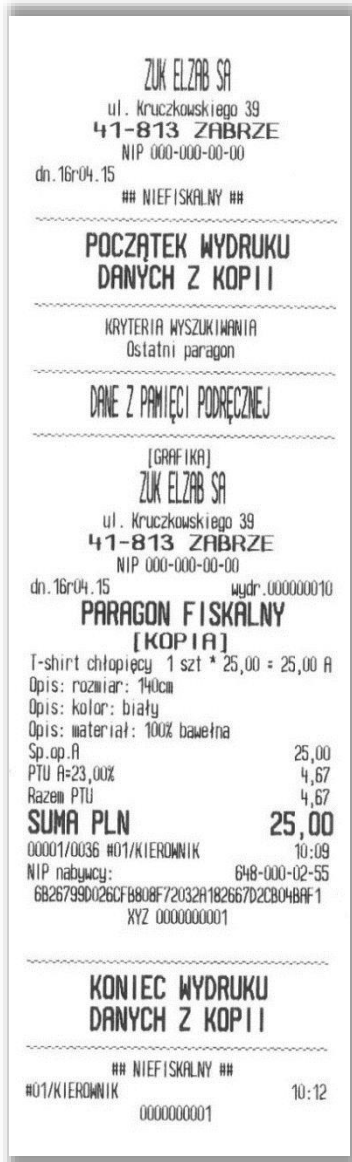 ZUK ELZAB SA
ul. Kruczkowskiego 39
41-813 ZABRZE
NIP 000-000-00-00
dn.16r04.15
## NIEFISKALNY ##
POCZĄTEK WYDRUKU
DANYCH Z KOPII
KRYTERIA WYSZUKIWANIA
Ostatni paragon
DANE Z PAMIĘCI PODRĘCZNEJ
[GRAFIKA]
ZUK ELZAB SA
ul. Kruczkowskiego 39
41-813 ZABRZE
NIP 000-000-00-00
dn.16r04.15 wydr.000000010
PARAGON FISKALNY
[KOPIA]
T-shirt chłopięcy 1 szt * 25,00 = 25,00 A
Opis: rozmiar: 140cm
Opis: kolor: biały
Opis: materiał: 100% bawełna
Sp.op.A 25,00
PTU A=23,00% 4,67
Razem PTU 4,67
SUMA PLN 25,00
00001/0036 #01/KIEROWNIK 10:09
NIP nabywcy: 648-000-02-55
6B26799D026CFB808F72032A182667D2CB04BAF1
XYZ 0000000001
KONIEC WYDRUKU
DANYCH Z KOPII
## NIEFISKALNY ##
#01/KIEROWNIK 10:12
0000000001